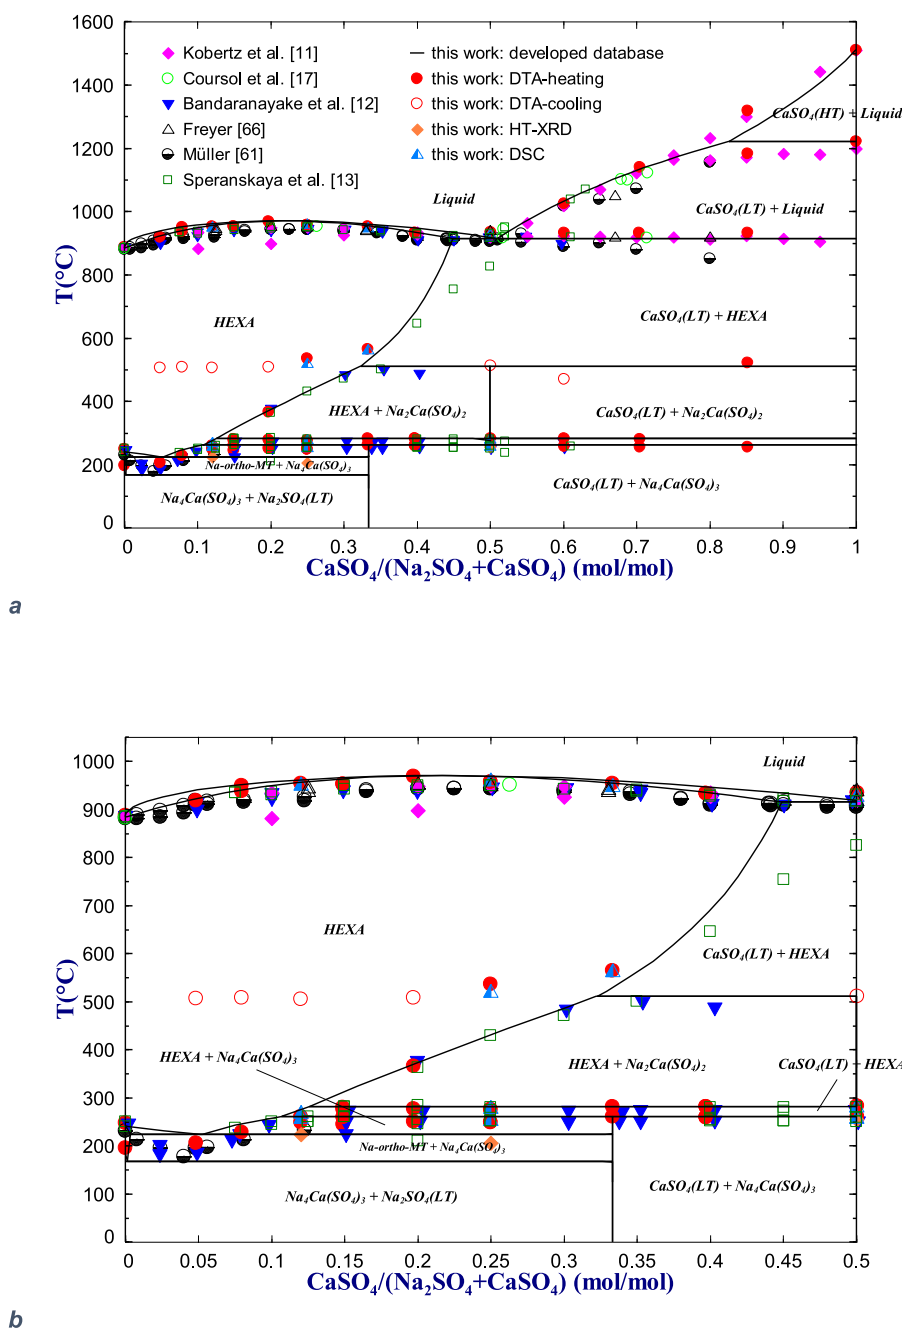 1600
1400
1200
1000
800
600
400
200
0
T(°C)
Kobertz et al. [11]
Coursol et al. [17]
Bandaranayake et al. [12]
Freyer [66]
Müller [61]
Speranskaya et al. [13]
this work: developed database
this work: DTA-heating
this work: DTA-cooling
this work: HT-XRD
this work: DSC
CaSO₄(HT) + Liquid
Liquid
CaSO₄(LT) + Liquid
HEXA
CaSO₄(LT) + HEXA
HEXA + Na₂Ca(SO₄)₂
CaSO₄(LT) + Na₂Ca(SO₄)₂
Na-ortho-MT + Na₄Ca(SO₄)₃
Na₄Ca(SO₄)₃ + Na₂SO₄(LT)
CaSO₄(LT) + Na₄Ca(SO₄)₃
0 0.1 0.2 0.3 0.4 0.5 0.6 0.7 0.8 0.9 1
CaSO₄/(Na₂SO₄+CaSO₄) (mol/mol)
a
1000
900
800
700
600
500
400
300
200
100
0
T(°C)
Liquid
HEXA
CaSO₄(LT) + HEXA
HEXA + Na₄Ca(SO₄)₃
HEXA + Na₂Ca(SO₄)₂
CaSO₄(LT) + HEXA
Na-ortho-MT + Na₄Ca(SO₄)₃
Na₄Ca(SO₄)₃ + Na₂SO₄(LT)
CaSO₄(LT) + Na₄Ca(SO₄)₃
0 0.05 0.1 0.15 0.2 0.25 0.3 0.35 0.4 0.45 0.5
CaSO₄/(Na₂SO₄+CaSO₄) (mol/mol)
b